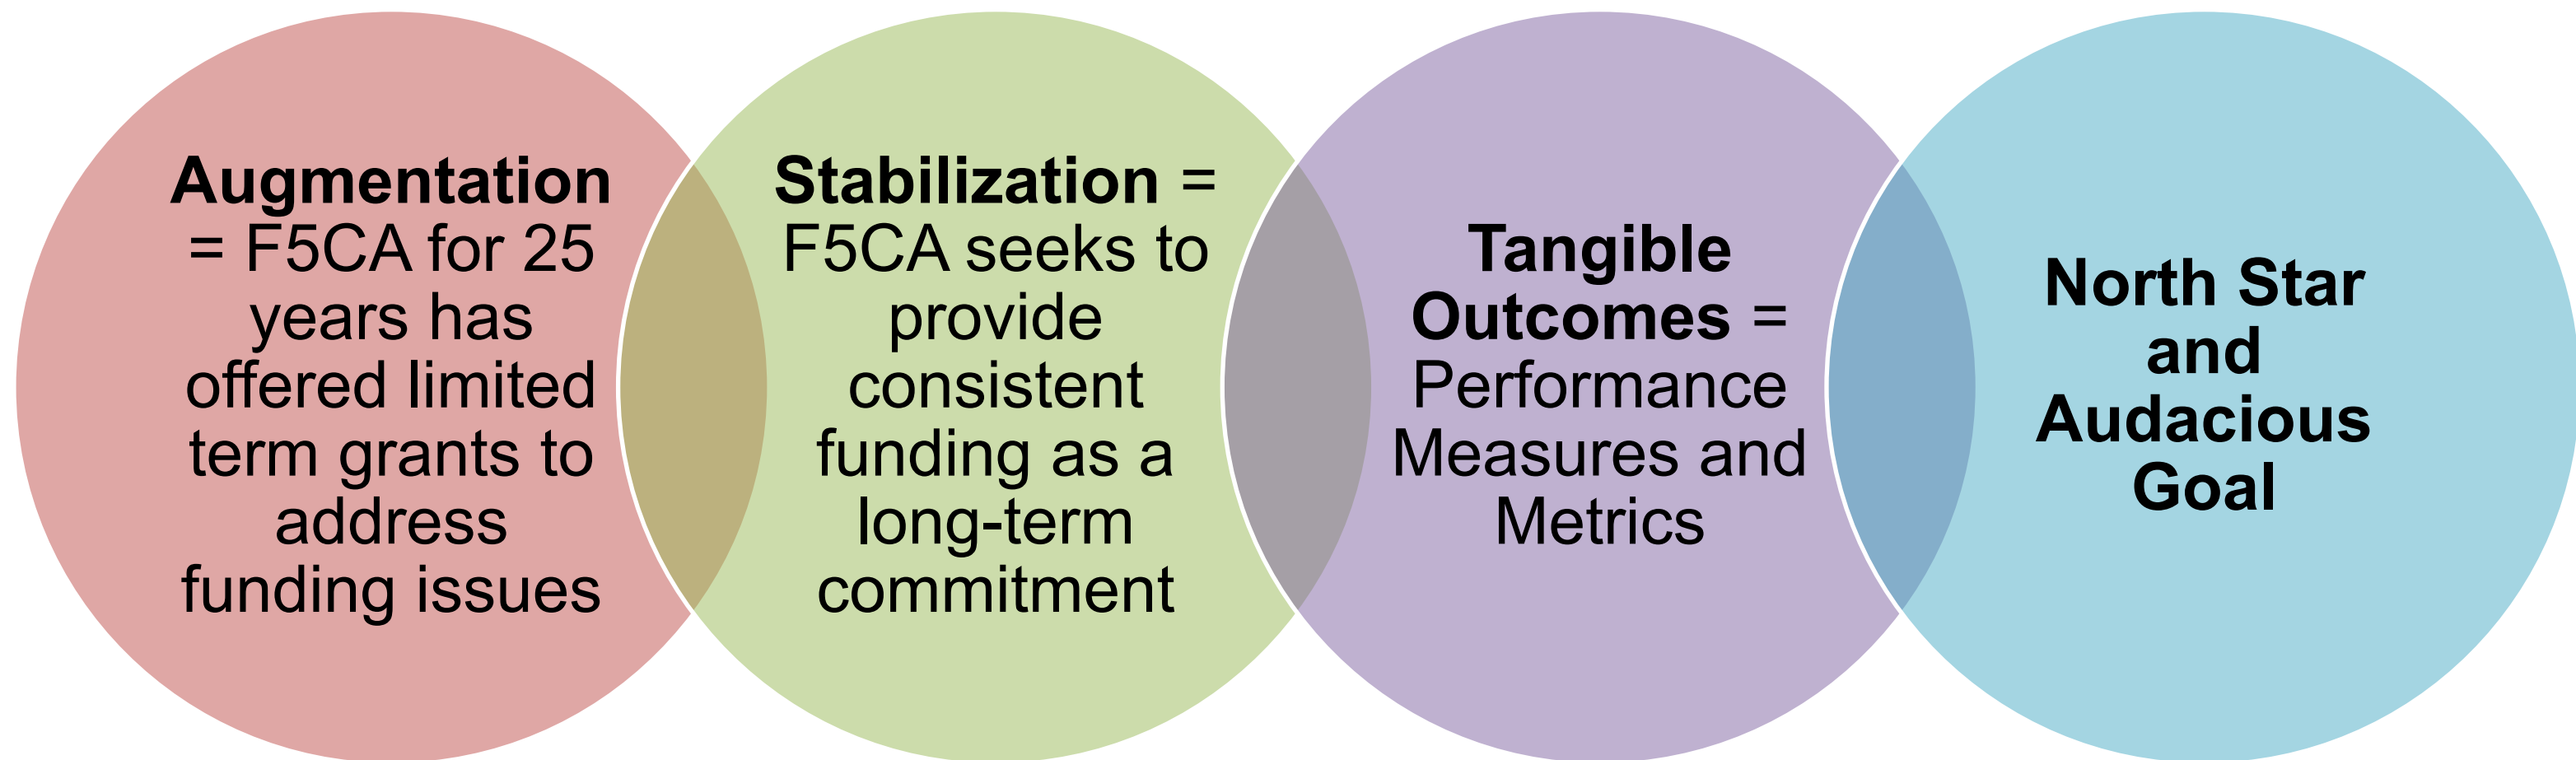 Augmentation
= F5CA for 25
years has
offered limited
term grants to
address
funding issues
Stabilization =
F5CA seeks to
provide
consistent
funding as a
long-term
commitment
Tangible
Outcomes =
Performance
Measures and
Metrics
North Star
and
Audacious
Goal